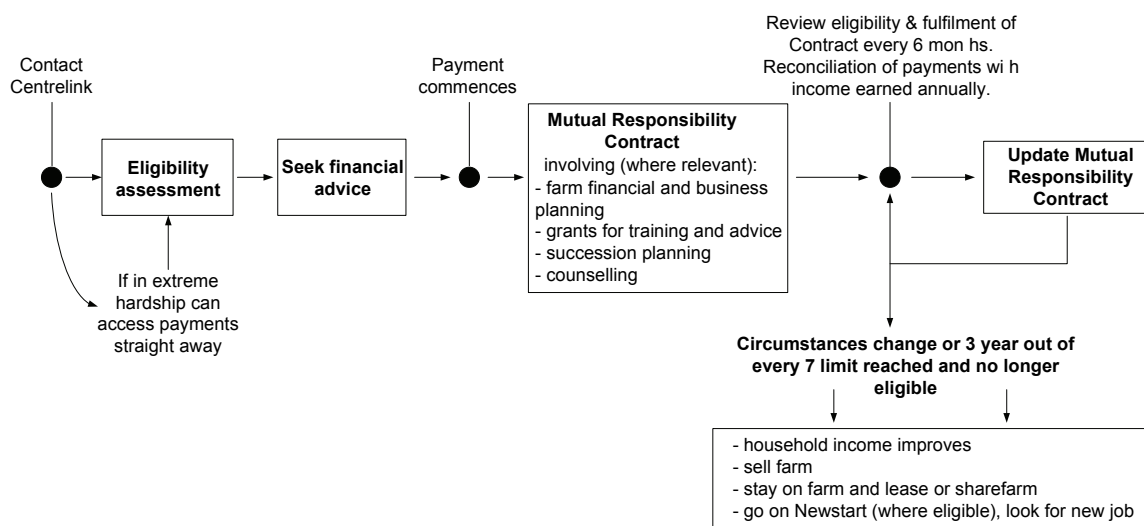 Contact
Centrelink
Eligibility
assessment
If in extreme
hardship can
access payments
straight away
Seek financial
advice
Payment
commences
Mutual Responsibility
Contract
involving (where relevant):
- farm financial and business
planning
- grants for training and advice
- succession planning
- counselling
Review eligibility & fulfilment of
Contract every 6 mon hs.
Reconciliation of payments wi h
income earned annually.
Update Mutual
Responsibility
Contract
Circumstances change or 3 year out of
every 7 limit reached and no longer
eligible
- household income improves
- sell farm
- stay on farm and lease or sharefarm
- go on Newstart (where eligible), look for new job